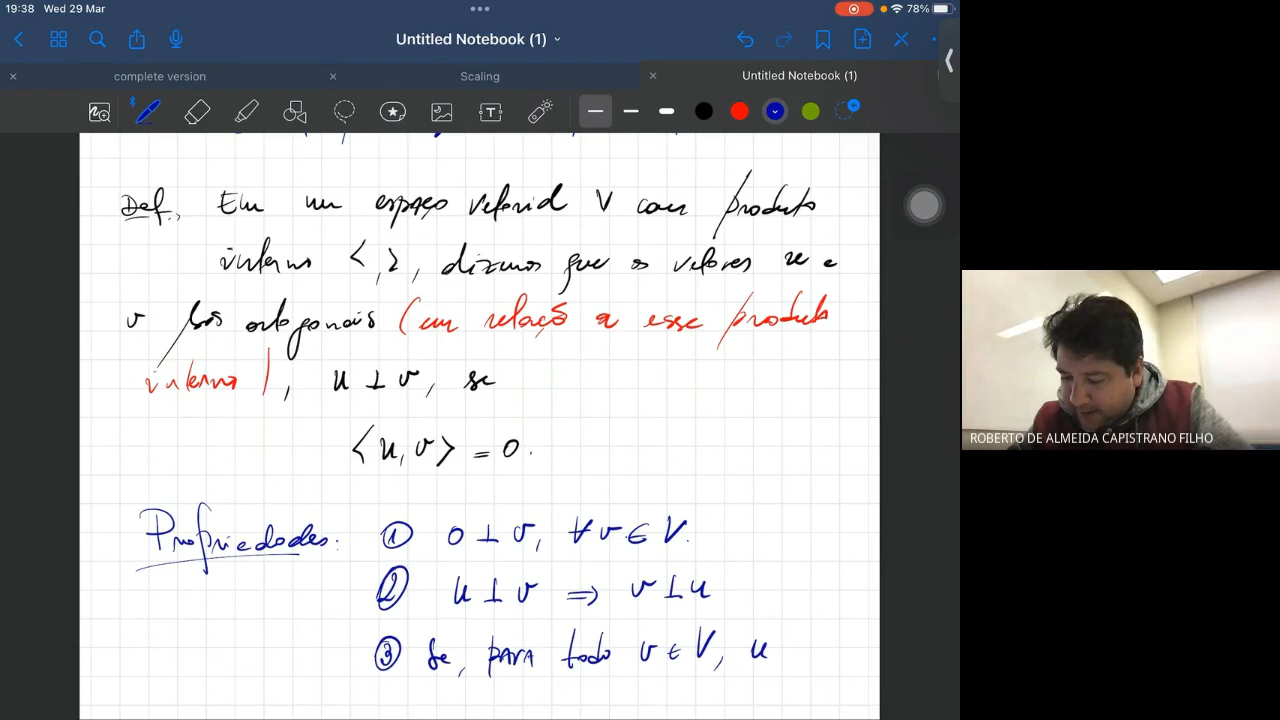 19:38 Wed 29 Mar
78%
Untitled Notebook (1)
complete version
Scaling
Untitled Notebook (1)
Def. Em um espaço vetorial V com produto
interno < , >, dizemos que os vetores u e
v são ortogonais (em relação a esse produto
interno), u ⊥ v, se
<u, v> = 0.
Propriedades: ① 0 ⊥ v, ∀ v ∈ V.
② u ⊥ v ⇒ v ⊥ u
③ Se, PARA todo v ∈ V, u
ROBERTO DE ALMEIDA CAPISTRANO FILHO